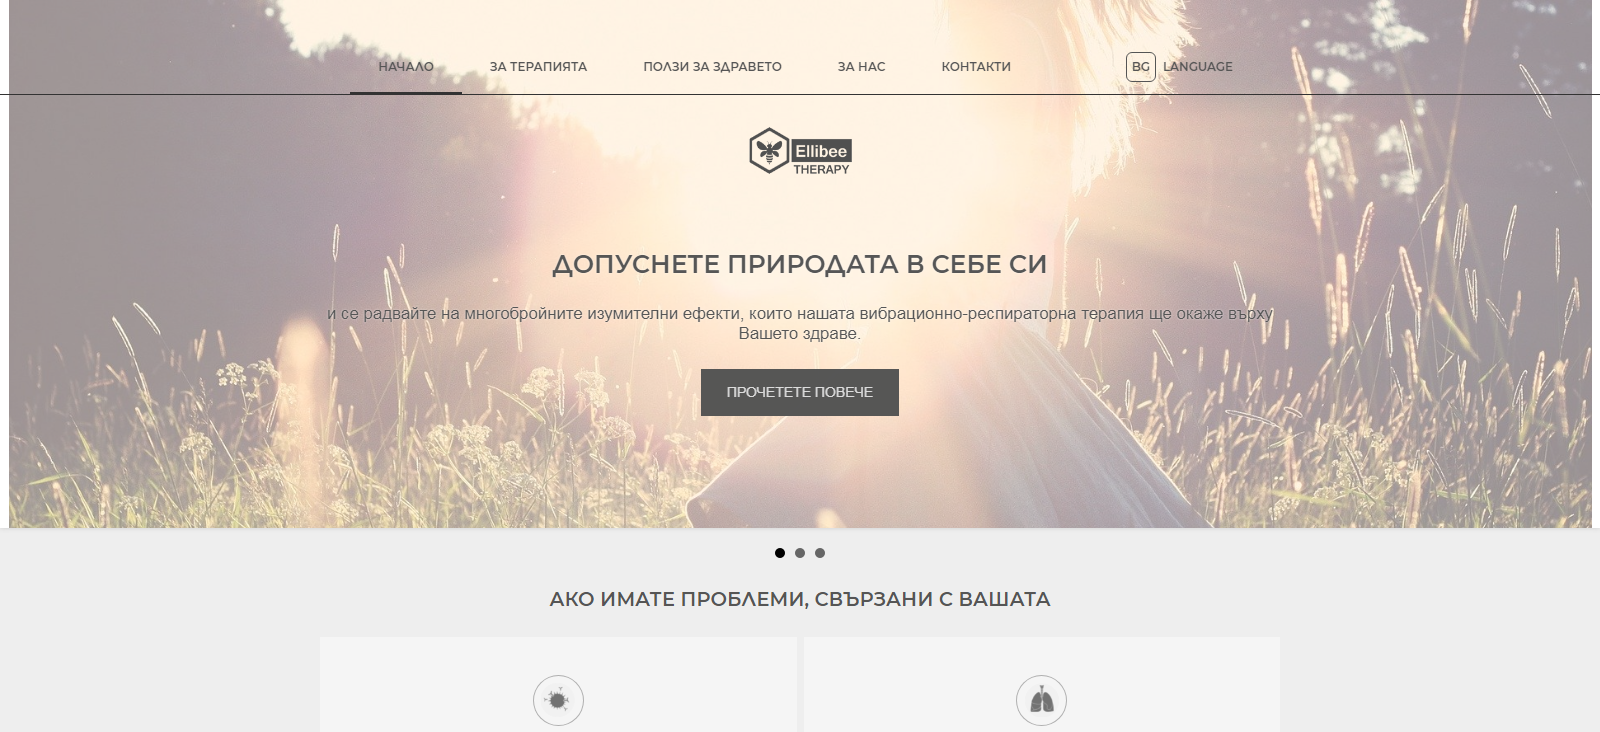 НАЧАЛО
ЗА ТЕРАПИЯТА
ПОЛЗИ ЗА ЗДРАВЕТО
ЗА НАС
КОНТАКТИ
BG LANGUAGE
Ellibee
THERAPY
ДОПУСНЕТЕ ПРИРОДАТА В СЕБЕ СИ
и се радвайте на многобройните изумителни ефекти, които нашата вибрационно-респираторна терапия ще окаже върху
Вашето здраве.
ПРОЧЕТЕТЕ ПОВЕЧЕ
АКО ИМАТЕ ПРОБЛЕМИ, СВЪРЗАНИ С ВАШАТА